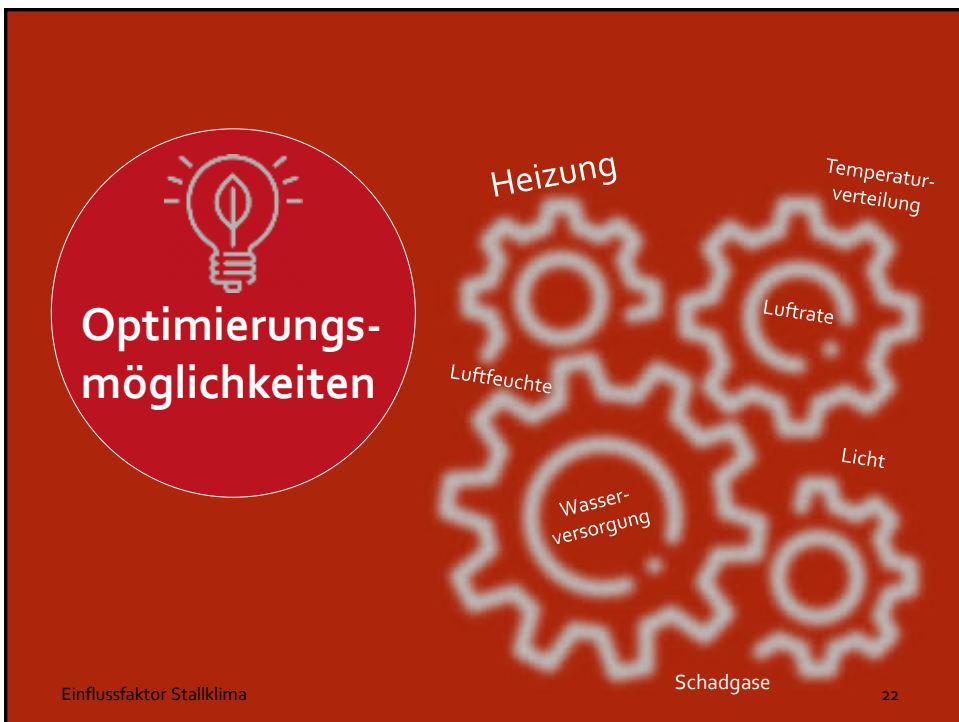 Optimierungs-
möglichkeiten
Heizung
Temperatur-
verteilung
Luftrate
Luftfeuchte
Licht
Wasser-
versorgung
Schadgase
Einflussfaktor Stallklima
22